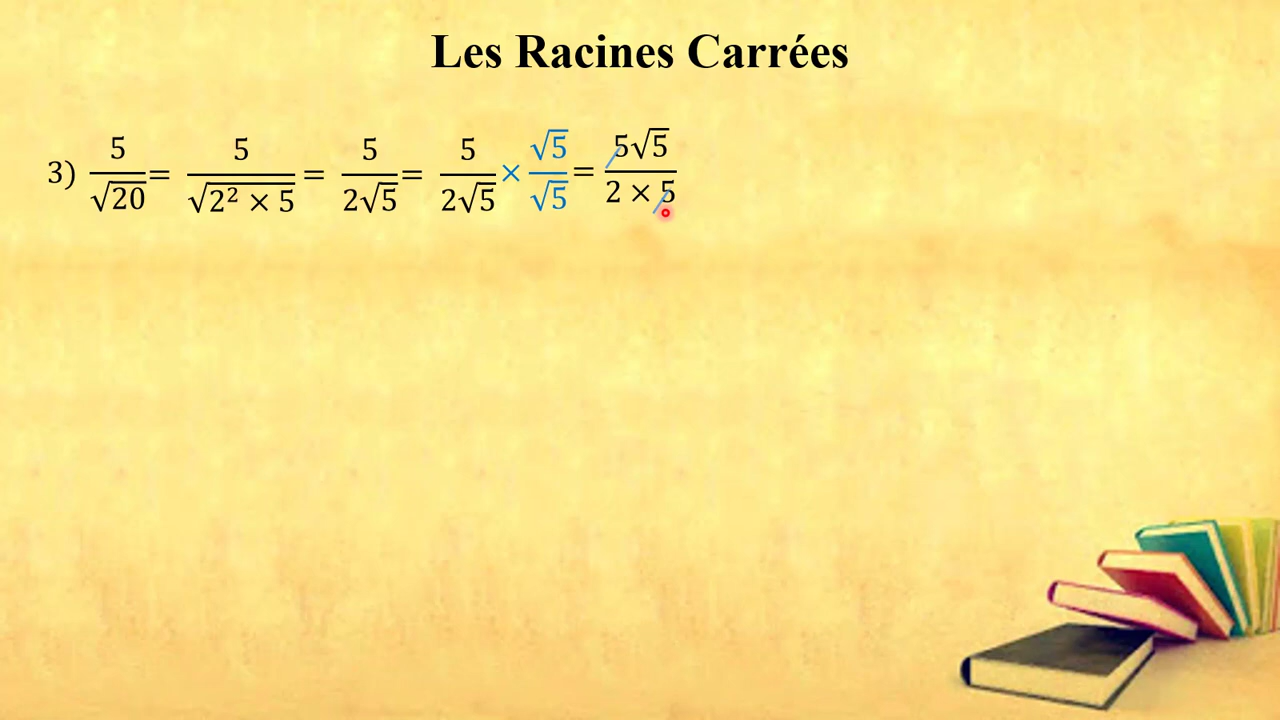 Les Racines Carrées
3) 5/√20 = 5/√(2² × 5) = 5/(2√5) = 5/(2√5) × √5/√5 = 5√5/(2 × 5)